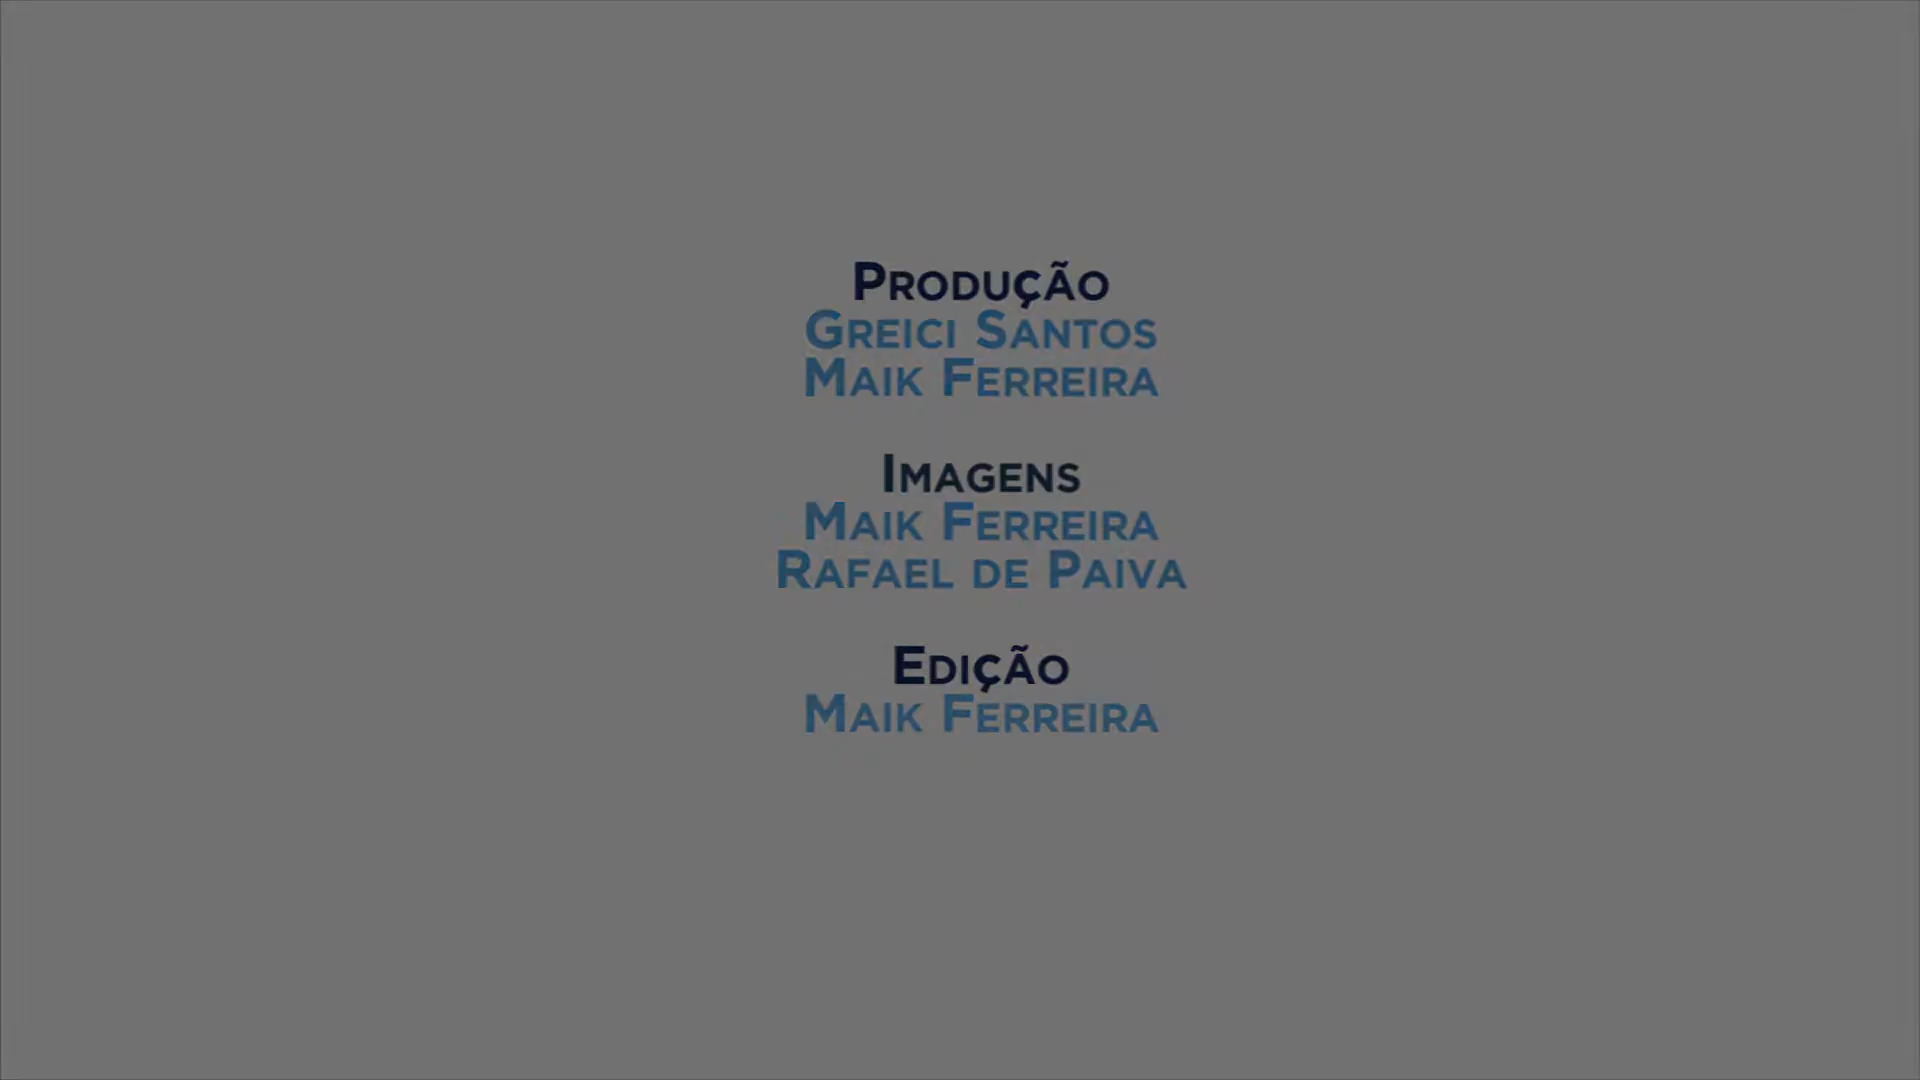 Produção
Greici Santos
Maik Ferreira
Imagens
Maik Ferreira
Rafael de Paiva
Edição
Maik Ferreira